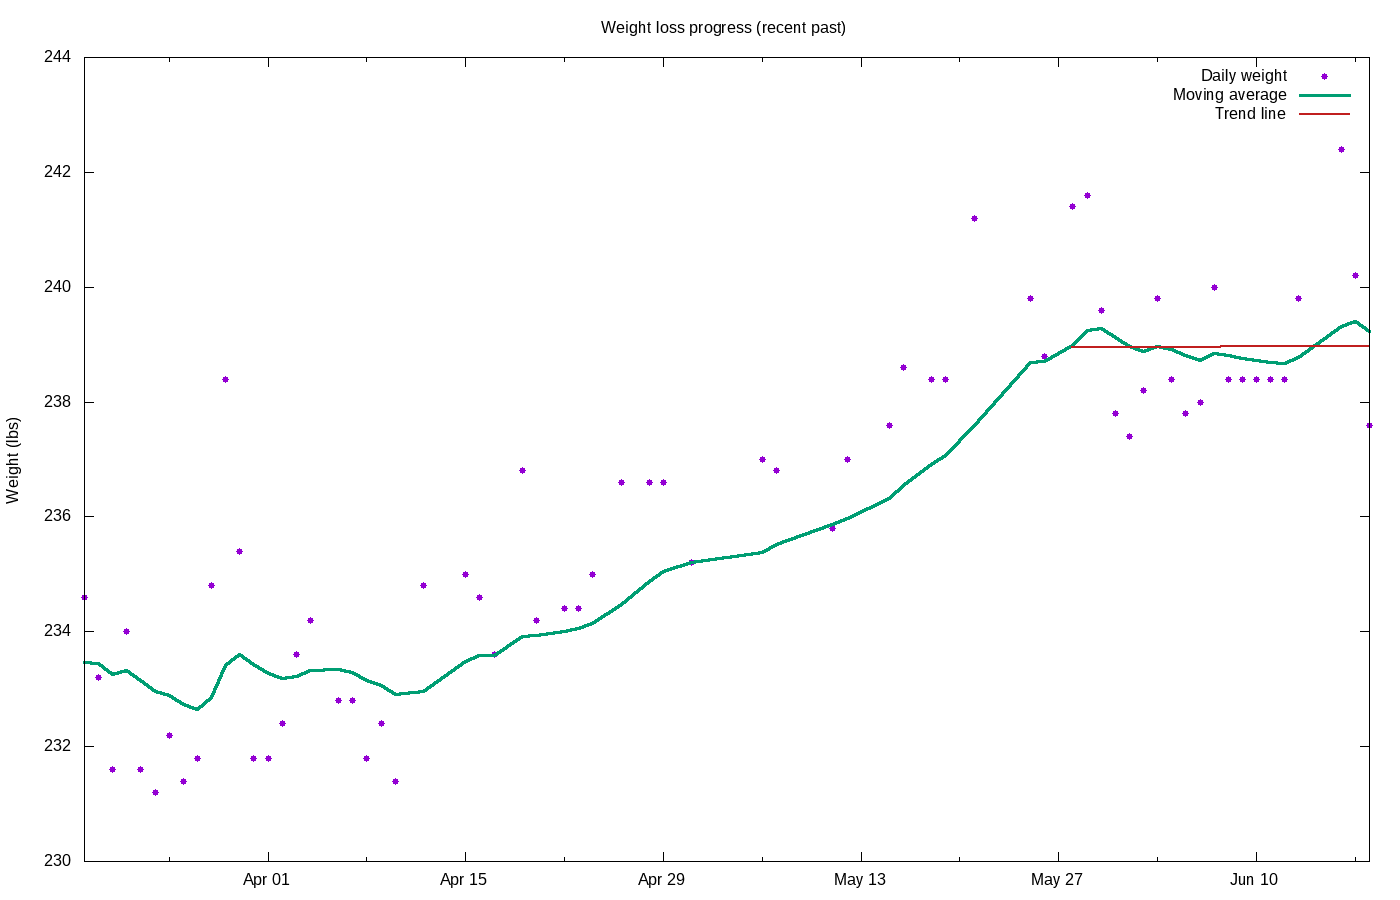 Weight loss progress (recent past)
244
242
240
238
236
234
232
230
Weight (lbs)
Daily weight
Moving average
Trend line
Apr 01
Apr 15
Apr 29
May 13
May 27
Jun 10